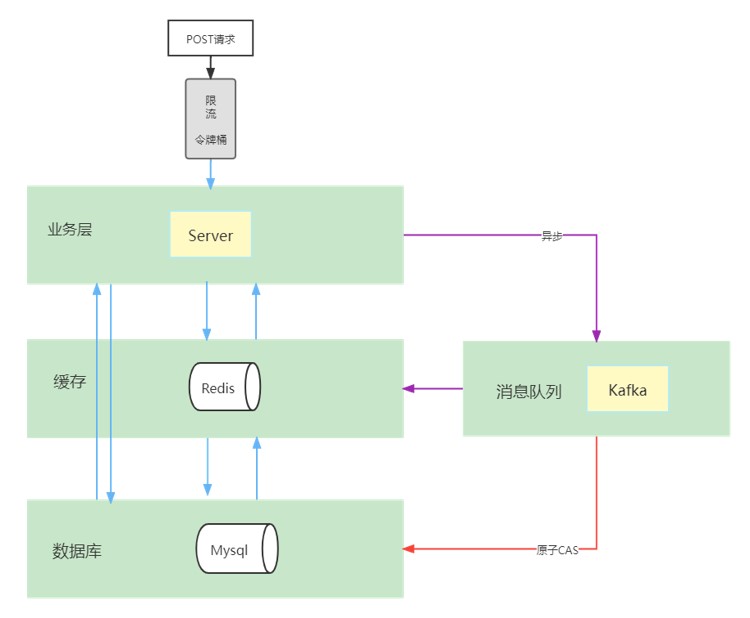 POST请求
限
流
令牌桶
业务层
Server
异步
缓存
Redis
消息队列
Kafka
数据库
Mysql
原子CAS